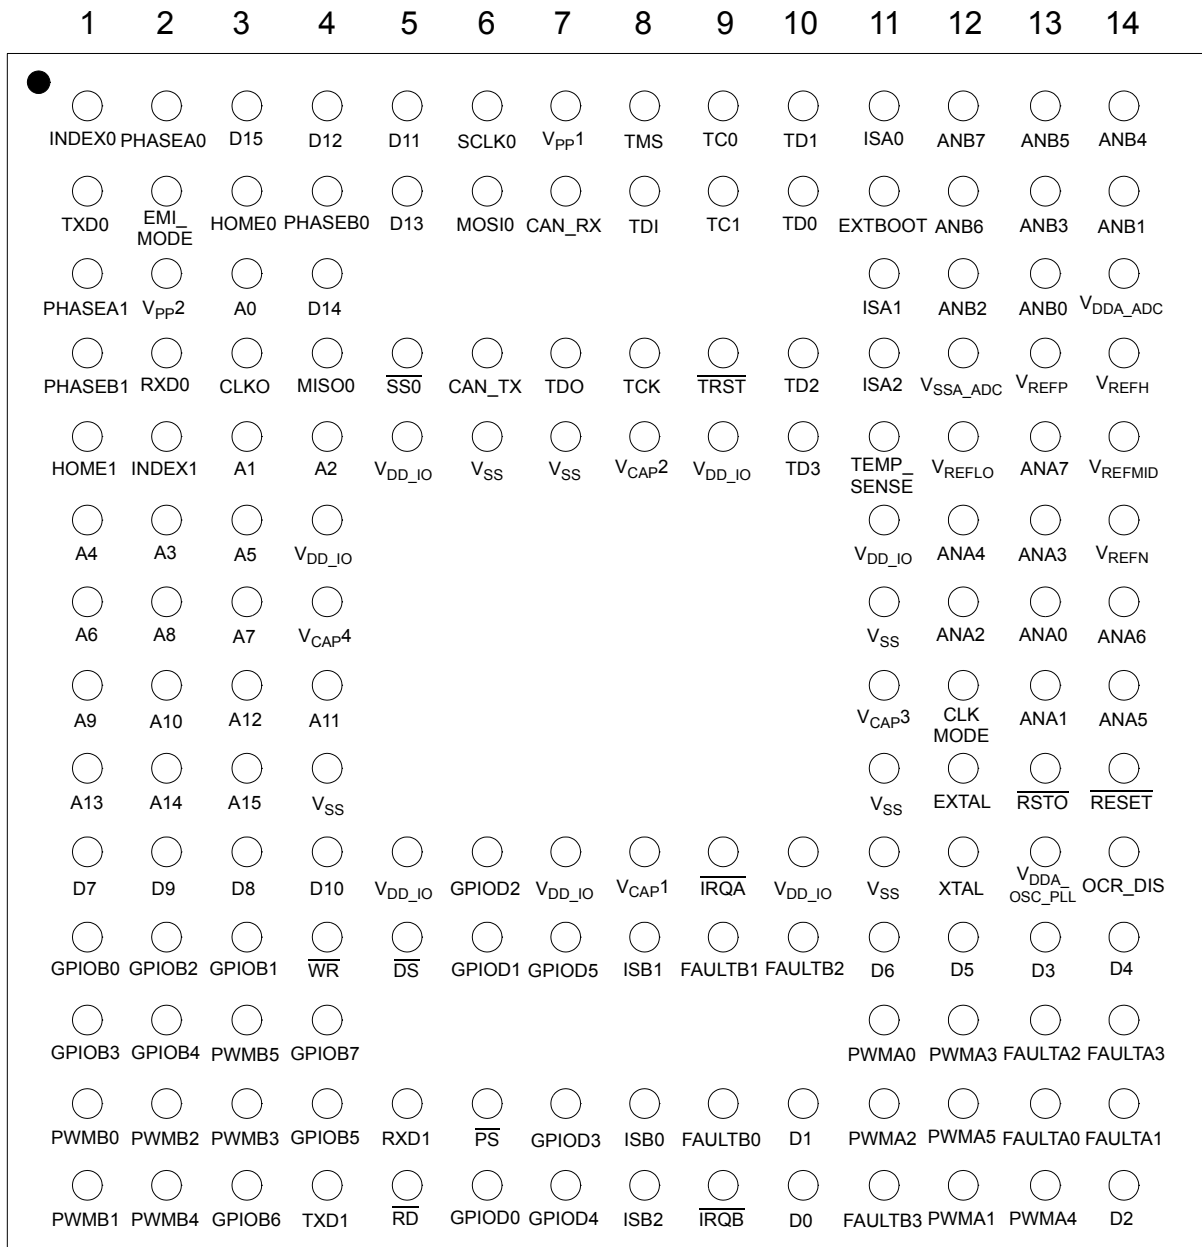 1 2 3 4 5 6 7 8 9 10 11 12 13 14
INDEX0 PHASEA0 D15 D12 D11 SCLK0 VPP1 TMS TC0 TD1 ISA0 ANB7 ANB5 ANB4
TXD0 EMI_ HOME0 PHASEB0 D13 MOSI0 CAN_RX TDI TC1 TD0 EXTBOOT ANB6 ANB3 ANB1
MODE
PHASEA1 VPP2 A0 D14 ISA1 ANB2 ANB0 VDDA_ADC
PHASEB1 RXD0 CLKO MISO0 SS0 CAN_TX TDO TCK TRST TD2 ISA2 VSSA_ADC VREFP VREFH
HOME1 INDEX1 A1 A2 VDD_IO VSS VSS VCAP2 VDD_IO TD3 TEMP_ VREFLO ANA7 VREFMID
SENSE
A4 A3 A5 VDD_IO VDD_IO ANA4 ANA3 VREFN
A6 A8 A7 VCAP4 VSS ANA2 ANA0 ANA6
A9 A10 A12 A11 VCAP3 CLK ANA1 ANA5
MODE
A13 A14 A15 VSS VSS EXTAL RSTO RESET
D7 D9 D8 D10 VDD_IO GPIOD2 VDD_IO VCAP1 IRQA VDD_IO VSS XTAL VDDA_ OCR_DIS
OSC_PLL
GPIOB0 GPIOB2 GPIOB1 WR DS GPIOD1 GPIOD5 ISB1 FAULTB1 FAULTB2 D6 D5 D3 D4
GPIOB3 GPIOB4 PWMB5 GPIOB7 PWMA0 PWMA3 FAULTA2 FAULTA3
PWMB0 PWMB2 PWMB3 GPIOB5 RXD1 PS GPIOD3 ISB0 FAULTB0 D1 PWMA2 PWMA5 FAULTA0 FAULTA1
PWMB1 PWMB4 GPIOB6 TXD1 RD GPIOD0 GPIOD4 ISB2 IRQB D0 FAULTB3 PWMA1 PWMA4 D2